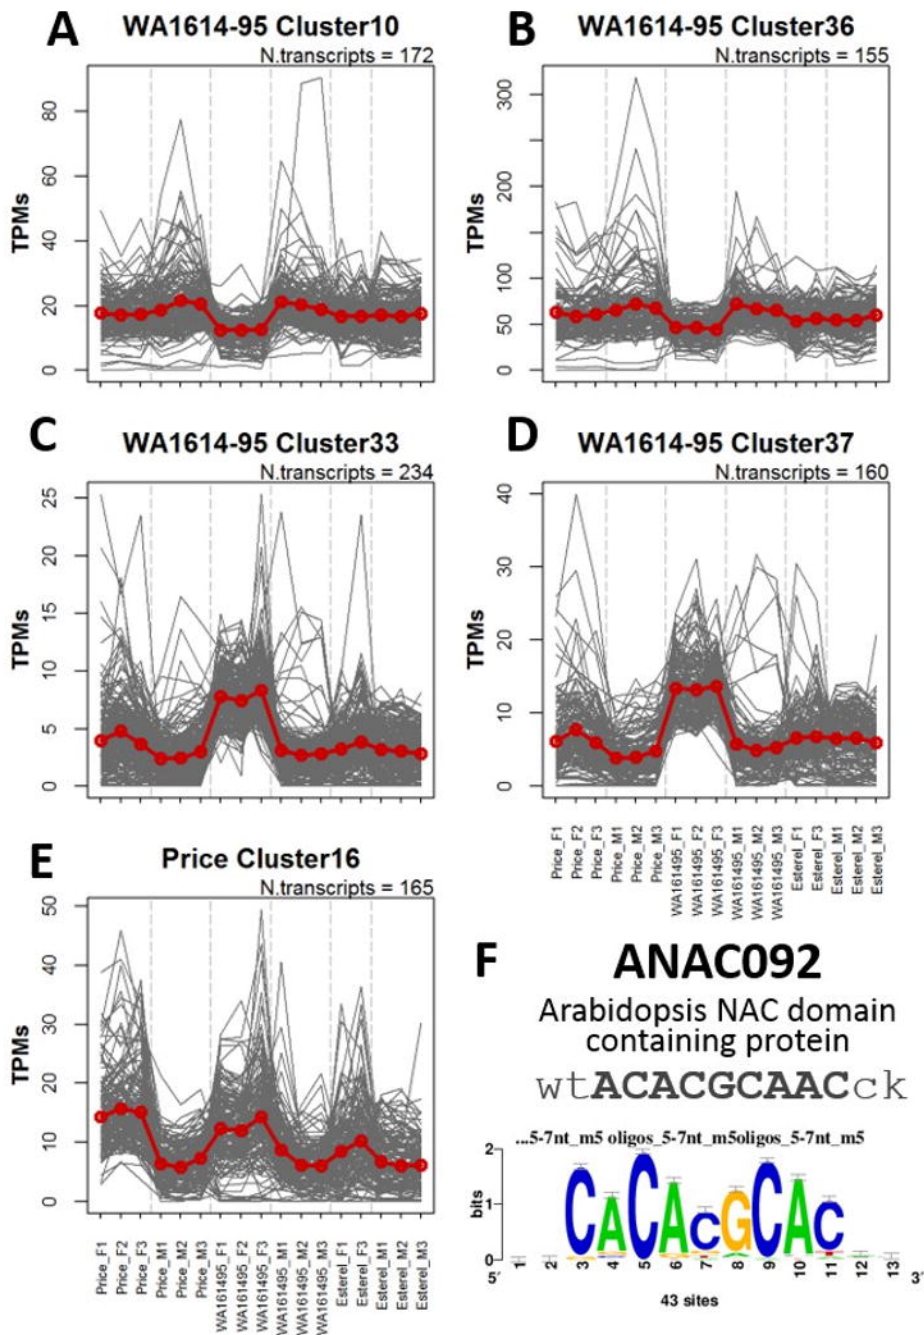 A
WA1614-95 Cluster10
N.transcripts = 172
TPMs
80
60
40
20
0
B
WA1614-95 Cluster36
N.transcripts = 155
TPMs
300
200
100
50
0
C
WA1614-95 Cluster33
N.transcripts = 234
TPMs
25
20
15
10
5
0
D
WA1614-95 Cluster37
N.transcripts = 160
TPMs
40
30
20
10
0
Price_F1
Price_F2
Price_F3
Price_M1
Price_M2
Price_M3
WA161495_F1
WA161495_F2
WA161495_F3
WA161495_M1
WA161495_M2
WA161495_M3
Esterel_F1
Esterel_F3
Esterel_M1
Esterel_M2
Esterel_M3
E
Price Cluster16
N.transcripts = 165
TPMs
50
40
30
20
10
0
Price_F1
Price_F2
Price_F3
Price_M1
Price_M2
Price_M3
WA161495_F1
WA161495_F2
WA161495_F3
WA161495_M1
WA161495_M2
WA161495_M3
Esterel_F1
Esterel_F3
Esterel_M1
Esterel_M2
Esterel_M3
F
ANAC092
Arabidopsis NAC domain
containing protein
wtACACGCAACck
...5-7nt_m5 oligos_5-7nt_m5oligos_5-7nt_m5
bits
2
1
0
CACACGCAC
5′ 1 2 3 4 5 6 7 8 9 10 11 12 13 3′
43 sites